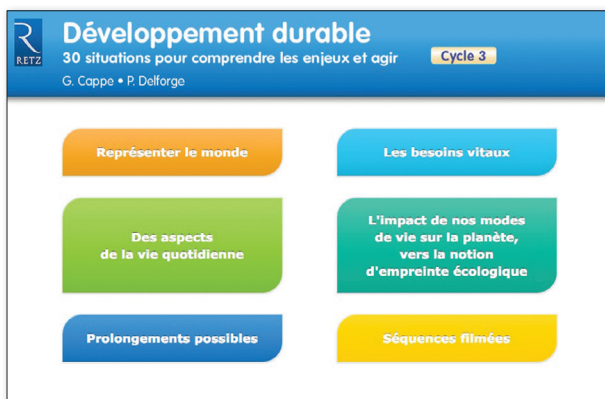 RETZ
Développement durable
30 situations pour comprendre les enjeux et agir
Cycle 3
G. Cappe • P. Delforge
Représenter le monde
Les besoins vitaux
Des aspects
de la vie quotidienne
L'impact de nos modes
de vie sur la planète,
vers la notion
d'empreinte écologique
Prolongements possibles
Séquences filmées